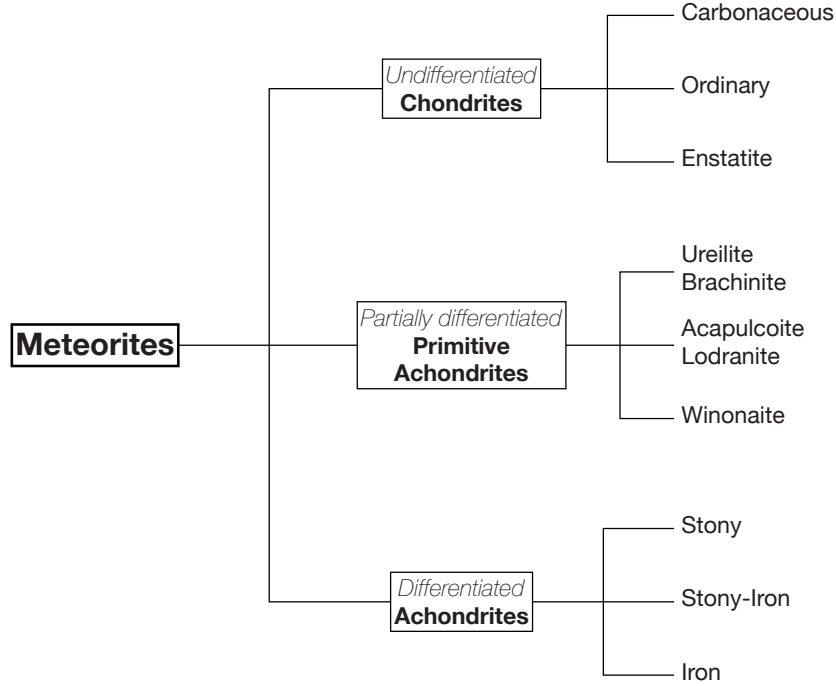 Meteorites
Undifferentiated
Chondrites
Carbonaceous
Ordinary
Enstatite
Partially differentiated
Primitive
Achondrites
Ureilite
Brachinite
Acapulcoite
Lodranite
Winonaite
Differentiated
Achondrites
Stony
Stony-Iron
Iron